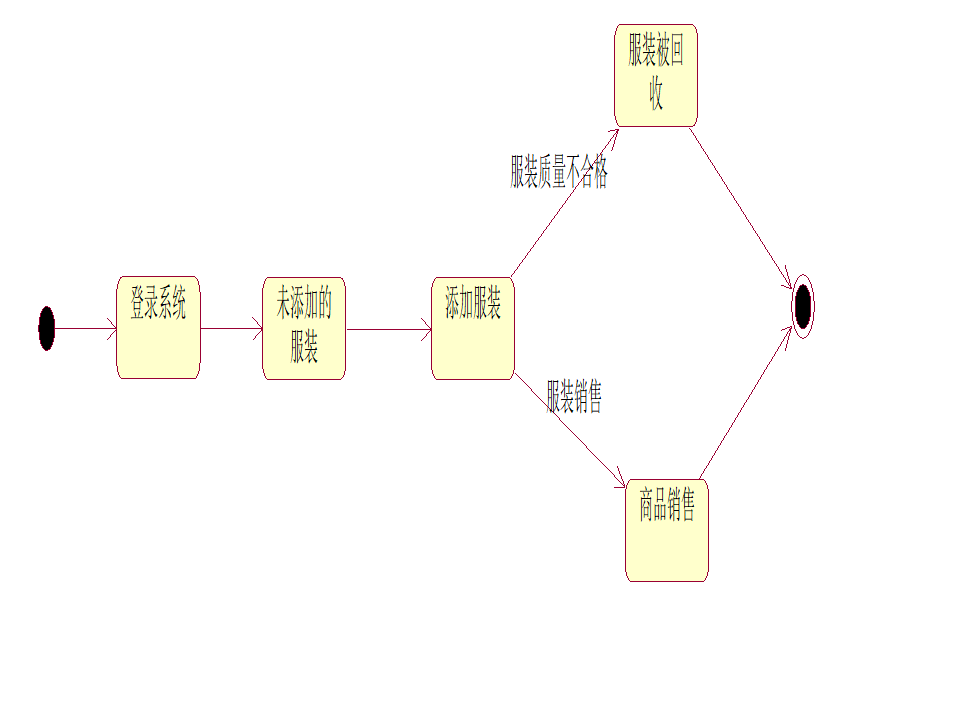 服装被回
收
服装质量不合格
登录系统
未添加的
服装
添加服装
服装销售
商品销售